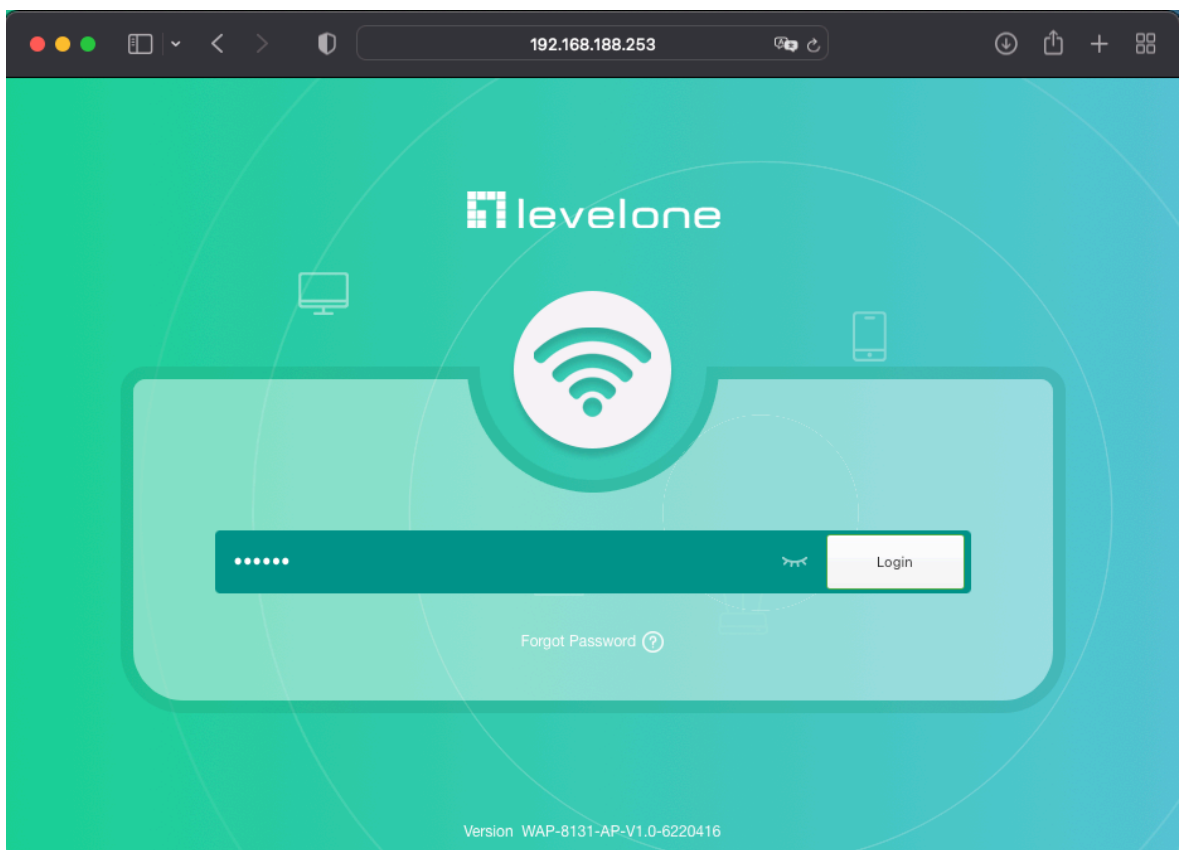 192.168.188.253
levelone
••••••
Login
Forgot Password ?
Version WAP-8131-AP-V1.0-6220416